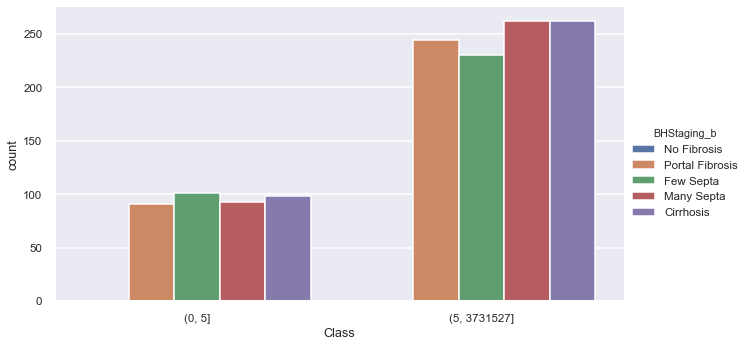 250
200
150
100
50
0
count
(0, 5]
(5, 3731527]
Class
BHStaging_b
No Fibrosis
Portal Fibrosis
Few Septa
Many Septa
Cirrhosis